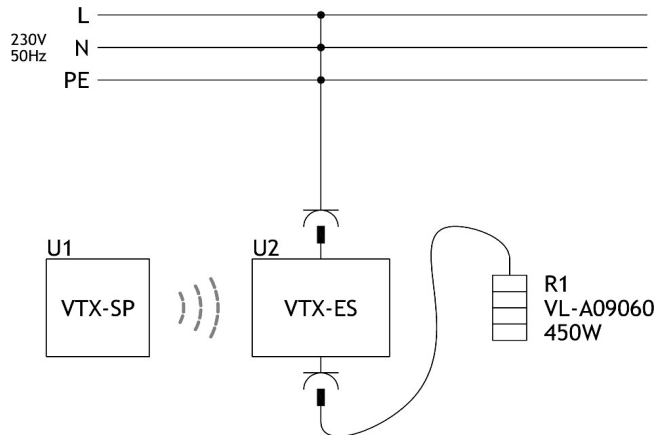 L
230V
50Hz
N
PE
U1
VTX-SP
U2
VTX-ES
R1
VL-A09060
450W